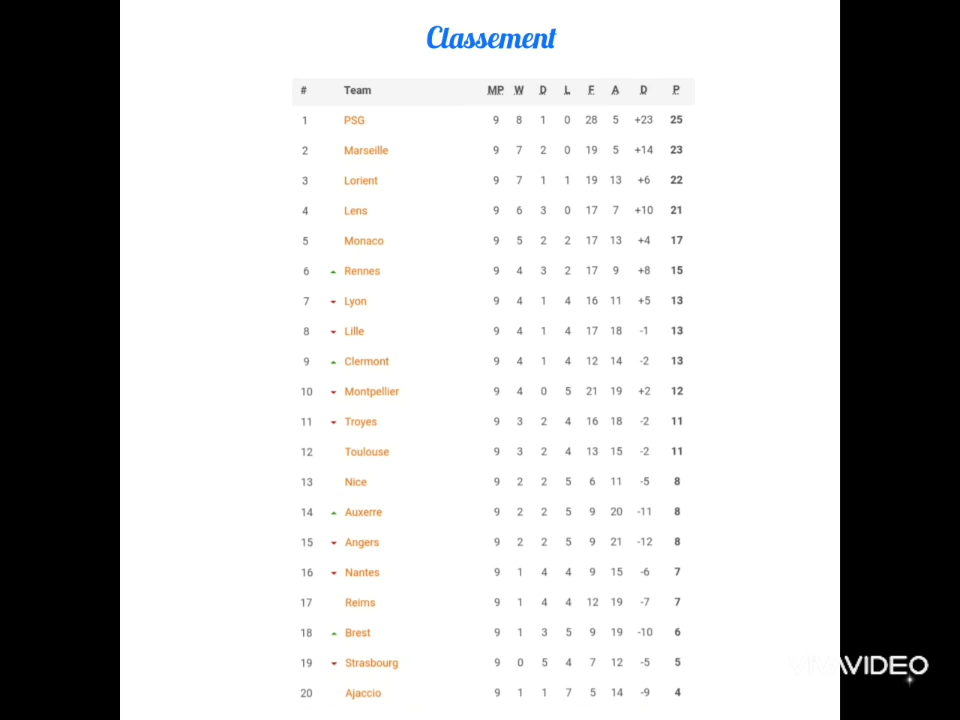 Classement
# Team MP W D L F A D P
1 PSG 9 8 1 0 28 5 +23 25
2 Marseille 9 7 2 0 19 5 +14 23
3 Lorient 9 7 1 1 19 13 +6 22
4 Lens 9 6 3 0 17 7 +10 21
5 Monaco 9 5 2 2 17 13 +4 17
6 Rennes 9 4 3 2 17 9 +8 15
7 Lyon 9 4 1 4 16 11 +5 13
8 Lille 9 4 1 4 17 18 -1 13
9 Clermont 9 4 1 4 12 14 -2 13
10 Montpellier 9 4 0 5 21 19 +2 12
11 Troyes 9 3 2 4 16 18 -2 11
12 Toulouse 9 3 2 4 13 15 -2 11
13 Nice 9 2 2 5 6 11 -5 8
14 Auxerre 9 2 2 5 9 20 -11 8
15 Angers 9 2 2 5 9 21 -12 8
16 Nantes 9 1 4 4 9 15 -6 7
17 Reims 9 1 4 4 12 19 -7 7
18 Brest 9 1 3 5 9 19 -10 6
19 Strasbourg 9 0 5 4 7 12 -5 5
20 Ajaccio 9 1 1 7 5 14 -9 4
VIVAVIDEO